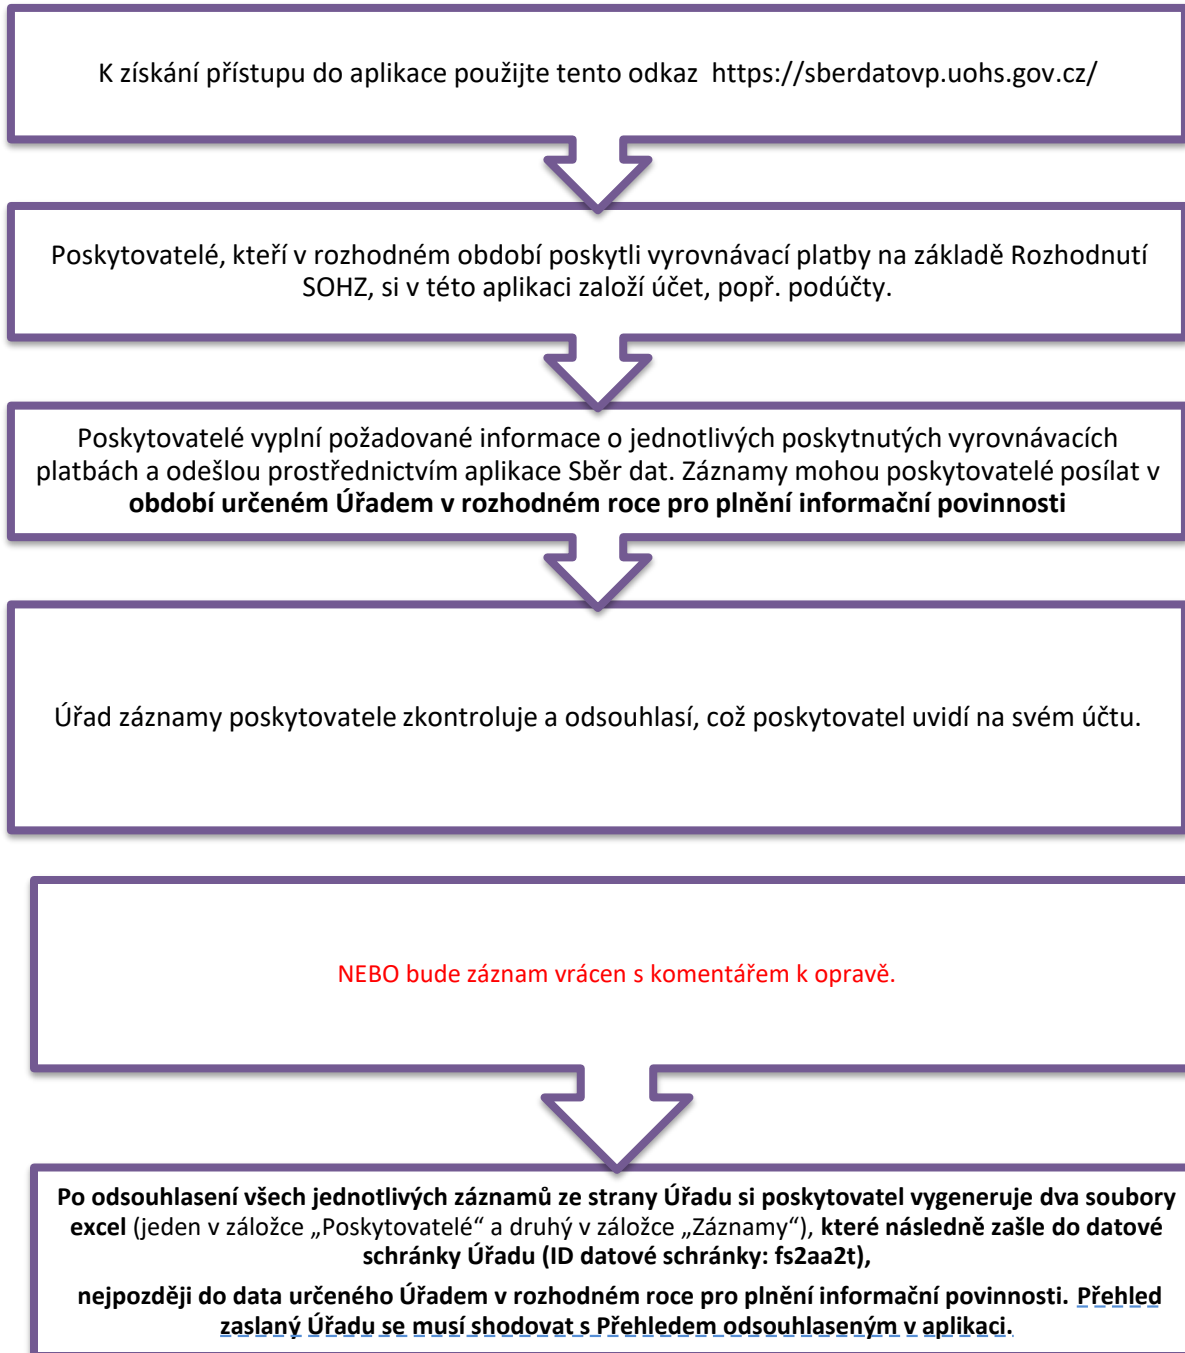 K získání přístupu do aplikace použijte tento odkaz  https://sberdatovp.uohs.gov.cz/
Poskytovatelé, kteří v rozhodném období poskytli vyrovnávací platby na základě Rozhodnutí
SOHZ, si v této aplikaci založí účet, popř. podúčty.
Poskytovatelé vyplní požadované informace o jednotlivých poskytnutých vyrovnávacích
platbách a odešlou prostřednictvím aplikace Sběr dat. Záznamy mohou poskytovatelé posílat v
období určeném Úřadem v rozhodném roce pro plnění informační povinnosti
Úřad záznamy poskytovatele zkontroluje a odsouhlasí, což poskytovatel uvidí na svém účtu.
NEBO bude záznam vrácen s komentářem k opravě.
Po odsouhlasení všech jednotlivých záznamů ze strany Úřadu si poskytovatel vygeneruje dva soubory
excel (jeden v záložce „Poskytovatelé“ a druhý v záložce „Záznamy“), které následně zašle do datové
schránky Úřadu (ID datové schránky: fs2aa2t),
nejpozději do data určeného Úřadem v rozhodném roce pro plnění informační povinnosti. Přehled
zaslaný Úřadu se musí shodovat s Přehledem odsouhlaseným v aplikaci.